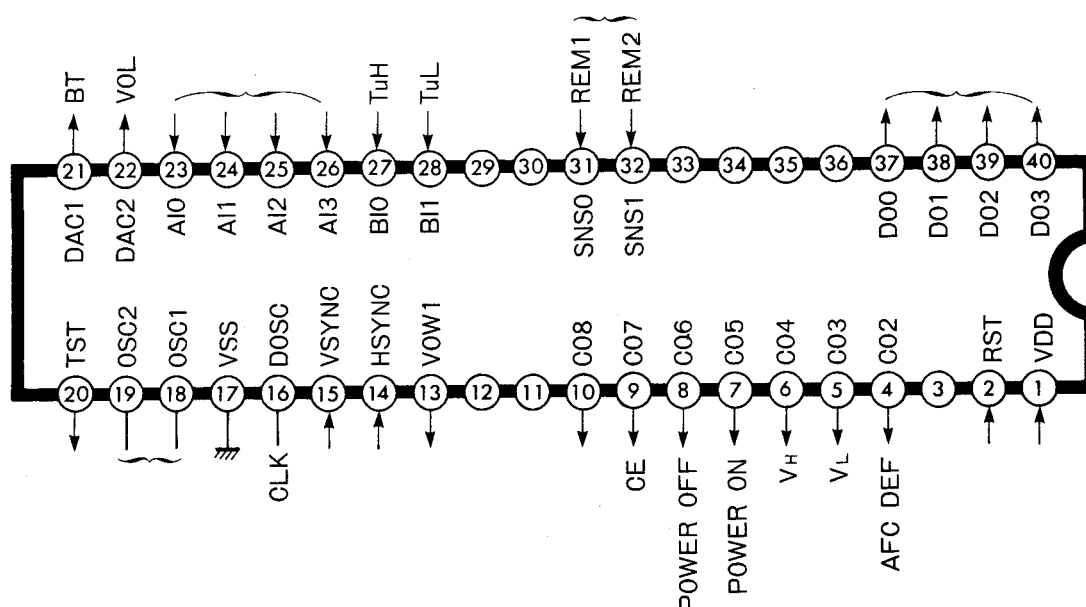 BT
VOL
TuH
TuL
REM1
REM2
21
22
23
24
25
26
27
28
29
30
31
32
33
34
35
36
37
38
39
40
DAC1
DAC2
AI0
AI1
AI2
AI3
BI0
BI1
SNS0
SNS1
DO0
DO1
DO2
DO3
TST
OSC2
OSC1
VSS
DOSC
VSYNC
HSYNC
VOW1
CO8
CO7
CO6
CO5
CO4
CO3
CO2
RST
VDD
20
19
18
17
16
15
14
13
12
11
10
9
8
7
6
5
4
3
2
1
CLK
CE
POWER OFF
POWER ON
VH
VL
AFC DEF